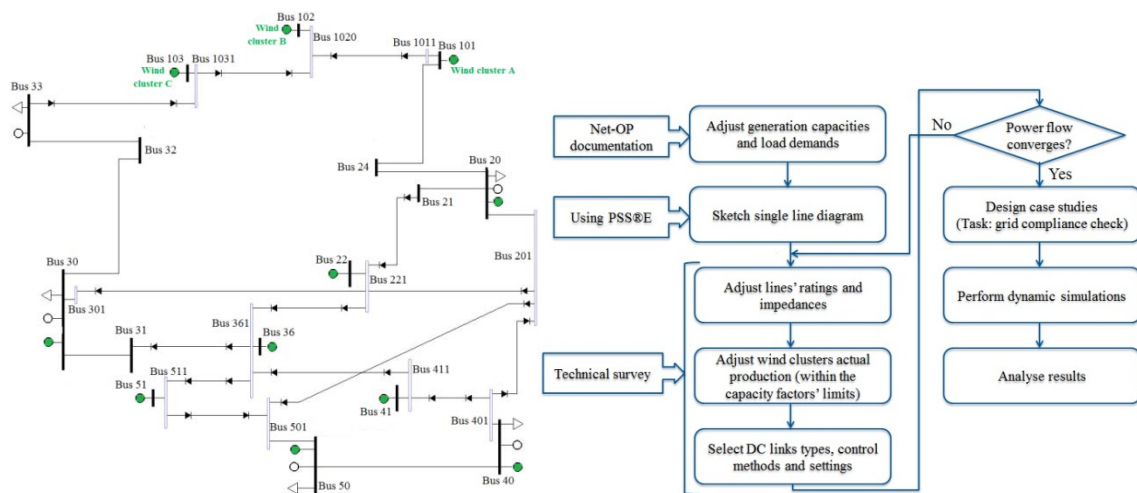 Bus 102
Wind
cluster B
Bus 1020
Bus 1011
Bus 101
Wind cluster A
Bus 103
Bus 1031
Wind
cluster C
Bus 33
Bus 32
Bus 24
Bus 20
Bus 21
Bus 201
Bus 22
Bus 221
Bus 30
Bus 301
Bus 361
Bus 36
Bus 31
Bus 511
Bus 51
Bus 411
Bus 41
Bus 401
Bus 501
Bus 50
Bus 40
Net-OP
documentation
Adjust generation capacities
and load demands
Using PSS®E
Sketch single line diagram
Technical survey
Adjust lines' ratings and
impedances
Adjust wind clusters actual
production (within the
capacity factors' limits)
Select DC links types, control
methods and settings
No
Power flow
converges?
Yes
Design case studies
(Task: grid compliance check)
Perform dynamic simulations
Analyse results